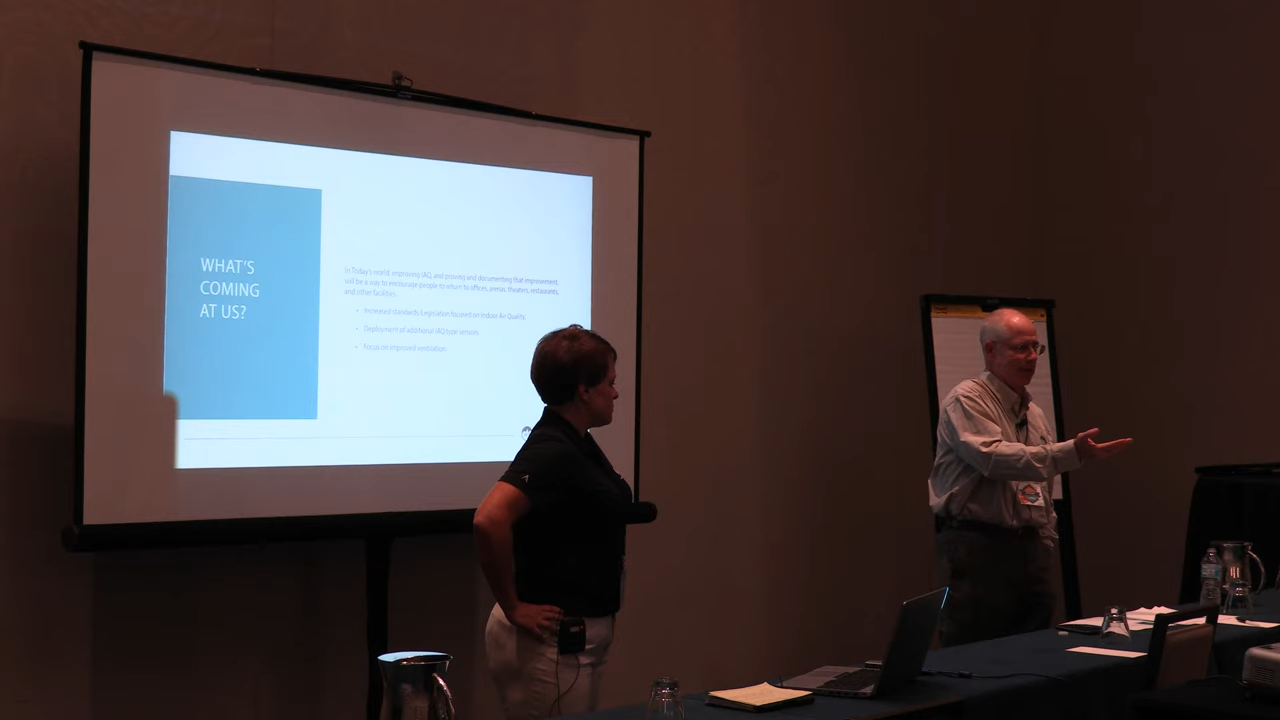 WHAT'S
COMING
AT US?
In Today's world, improving IAQ, and proving and documenting that improvement,
will be a way to encourage people to return to offices, arenas, theaters, restaurants,
and other facilities.
• Increased standards/Legislation focused on Indoor Air Quality.
• Deployment of additional IAQ type sensors
• Focus on improved ventilation